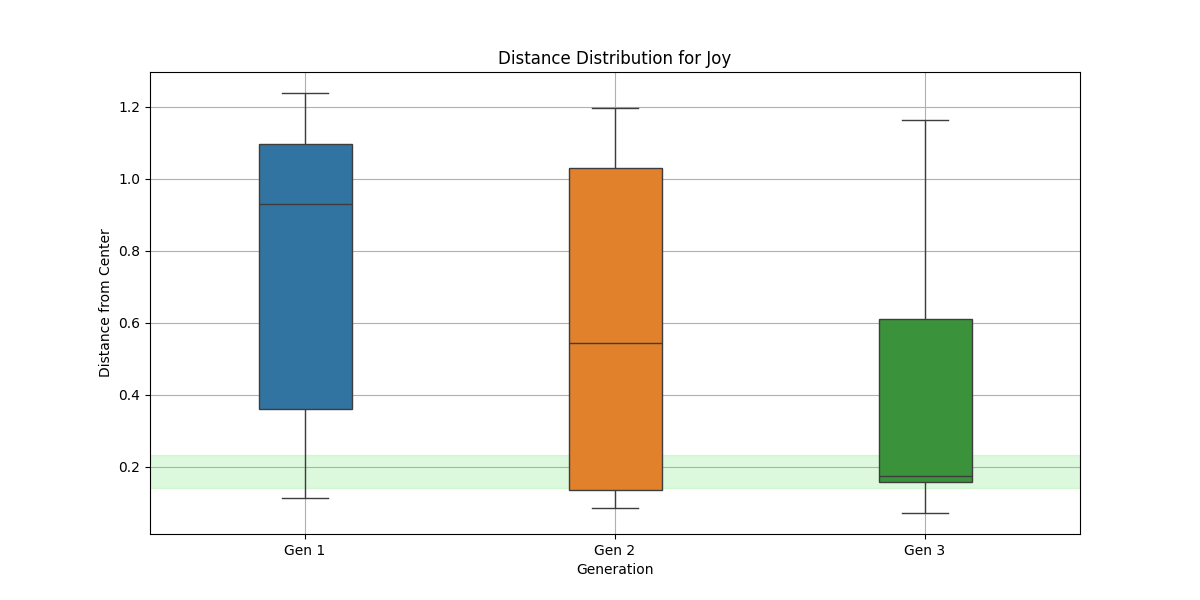 Distance Distribution for Joy
Distance from Center
1.2
1.0
0.8
0.6
0.4
0.2
Gen 1
Gen 2
Gen 3
Generation